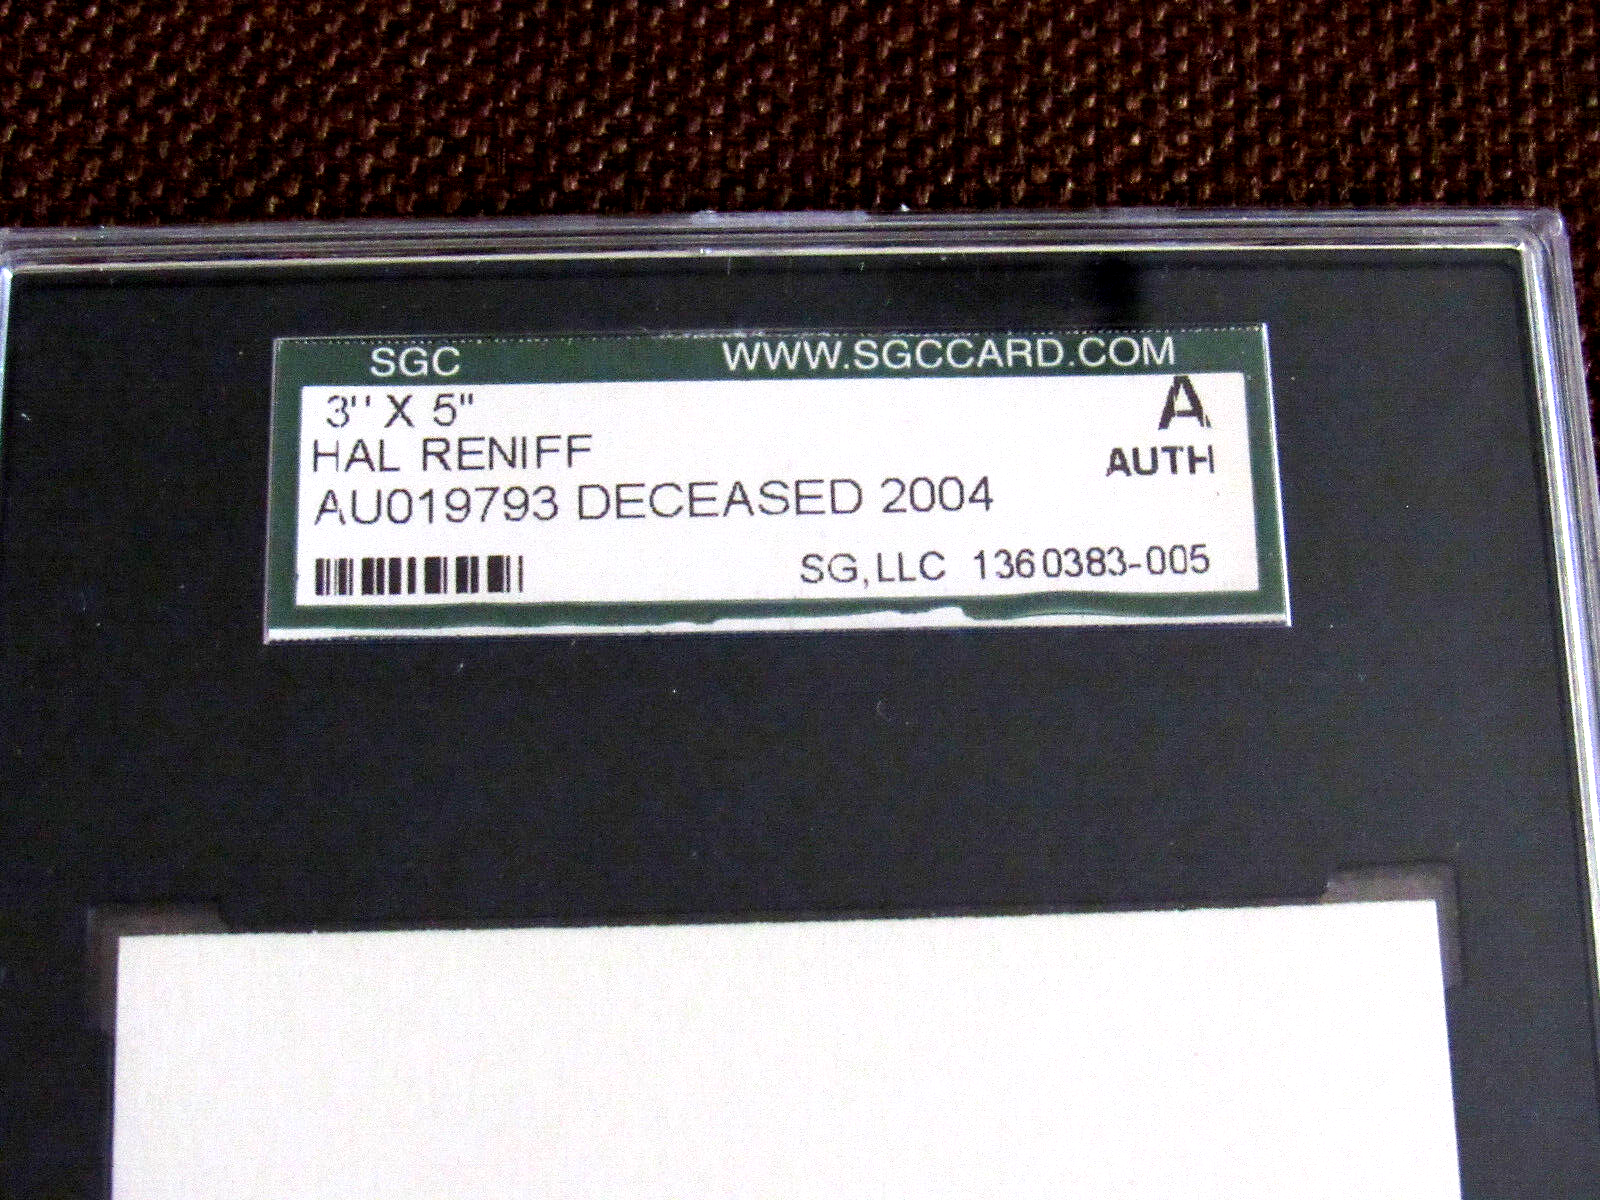 SGC WWW.SGCCARD.COM
3" X 5" A
HAL RENIFF AUTH
AU019793 DECEASED 2004
SG,LLC 1360383-005